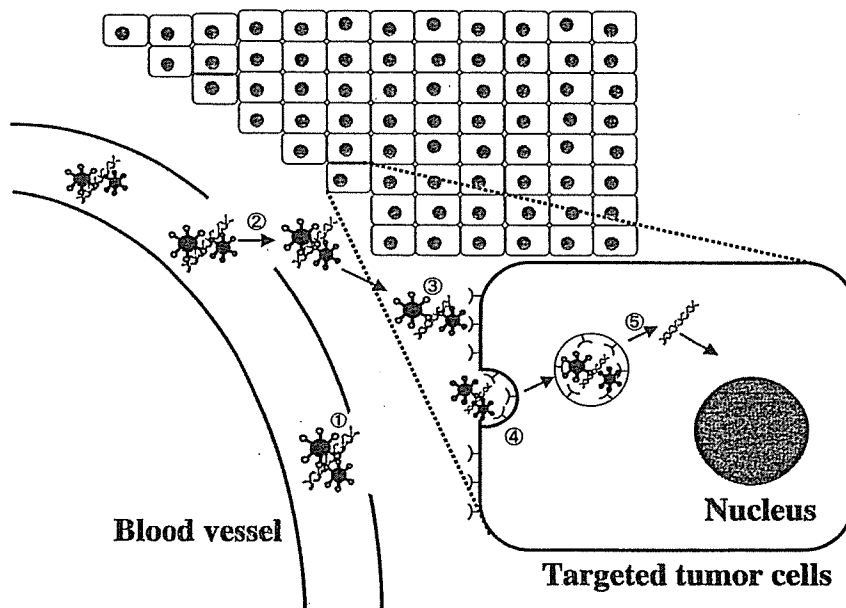 ②
③
⑤
①
④
Nucleus
Blood vessel
Targeted tumor cells